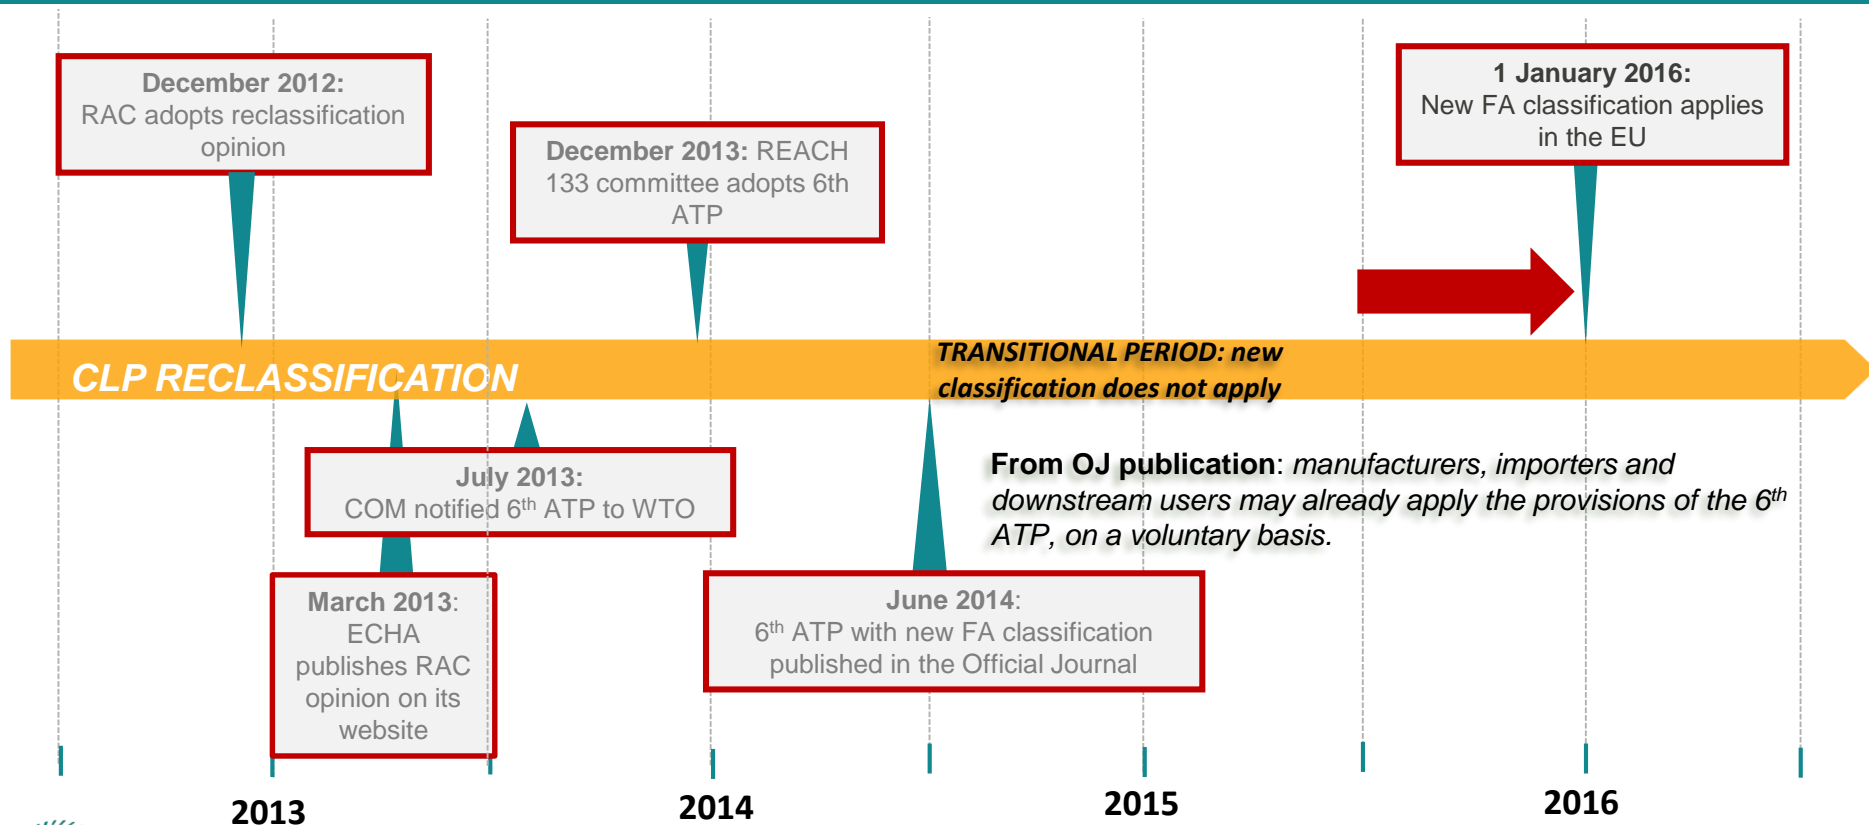 December 2012:
RAC adopts reclassification
opinion
December 2013: REACH
133 committee adopts 6th
ATP
1 January 2016:
New FA classification applies
in the EU
CLP RECLASSIFICATION
TRANSITIONAL PERIOD: new
classification does not apply
July 2013:
COM notified 6th ATP to WTO
From OJ publication: manufacturers, importers and
downstream users may already apply the provisions of the 6th
ATP, on a voluntary basis.
March 2013:
ECHA
publishes RAC
opinion on its
website
June 2014:
6th ATP with new FA classification
published in the Official Journal
2013
2014
2015
2016